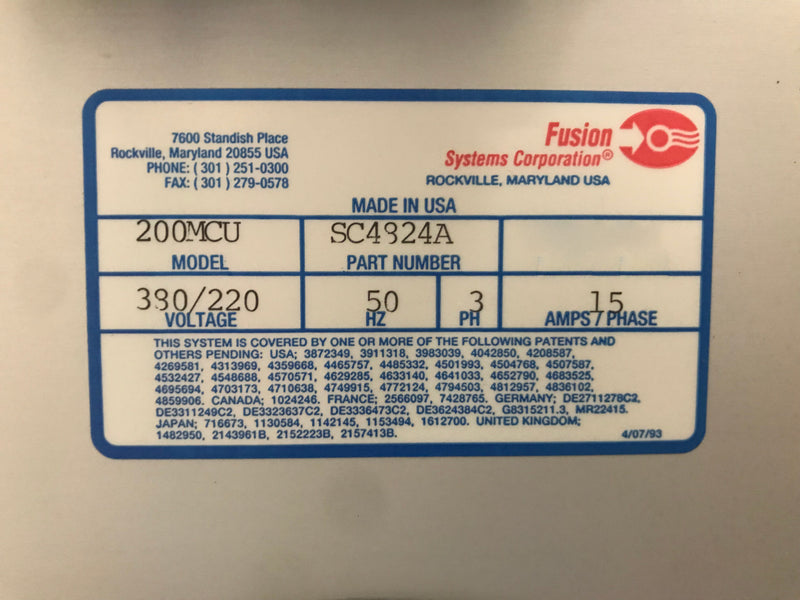 7600 Standish Place
Rockville, Maryland 20855 USA
PHONE: ( 301 ) 251-0300
FAX: ( 301 ) 279-0578
Fusion
Systems Corporation®
ROCKVILLE, MARYLAND USA
MADE IN USA
200MCU SC4824A
MODEL PART NUMBER
380/220 50 3 15
VOLTAGE HZ PH AMPS / PHASE
THIS SYSTEM IS COVERED BY ONE OR MORE OF THE FOLLOWING PATENTS AND
OTHERS PENDING: USA; 3872349, 3911318, 3983039, 4042850, 4208587,
4269581, 4313969, 4359668, 4465757, 4485332, 4501993, 4504768, 4507587,
4532427, 4548688, 4570571, 4629285, 4633140, 4641033, 4652790, 4683525,
4695694, 4703173, 4710638, 4749915, 4772124, 4794503, 4812957, 4836102,
4859906. CANADA; 1024246. FRANCE; 2566097, 7428765. GERMANY; DE2711278C2,
DE3311249C2, DE3323637C2, DE3336473C2, DE3624384C2, G8315211.3, MR22415.
JAPAN; 716673, 1130584, 1142145, 1153494, 1612700. UNITED KINGDOM;
1482950, 2143961B, 2152223B, 2157413B.
4/07/93